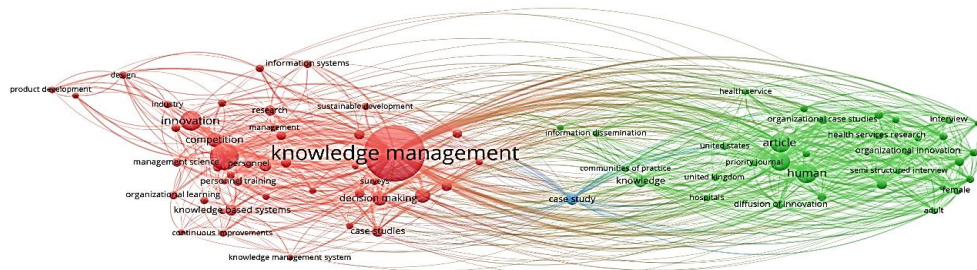 information systems
design
product development
industry
research
sustainable development
innovation
management
competition
knowledge management
management science
personnel
personnel training
surveys
organizational learning
decision making
knowledge based systems
case studies
continuous improvements
knowledge management system
information dissemination
communities of practice
knowledge
case study
health service
organizational case studies
interview
health services research
article
united states
organizational innovation
priority journal
semi structured interview
united kingdom
human
hospitals
female
diffusion of innovation
adult